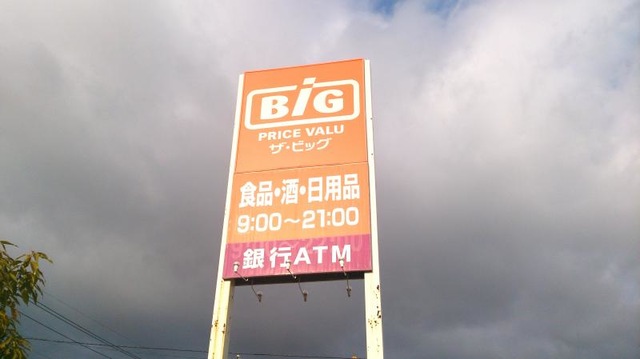 BiG
PRICE VALU
ザ・ビッグ
食品・酒・日用品
9:00～21:00
銀行ATM